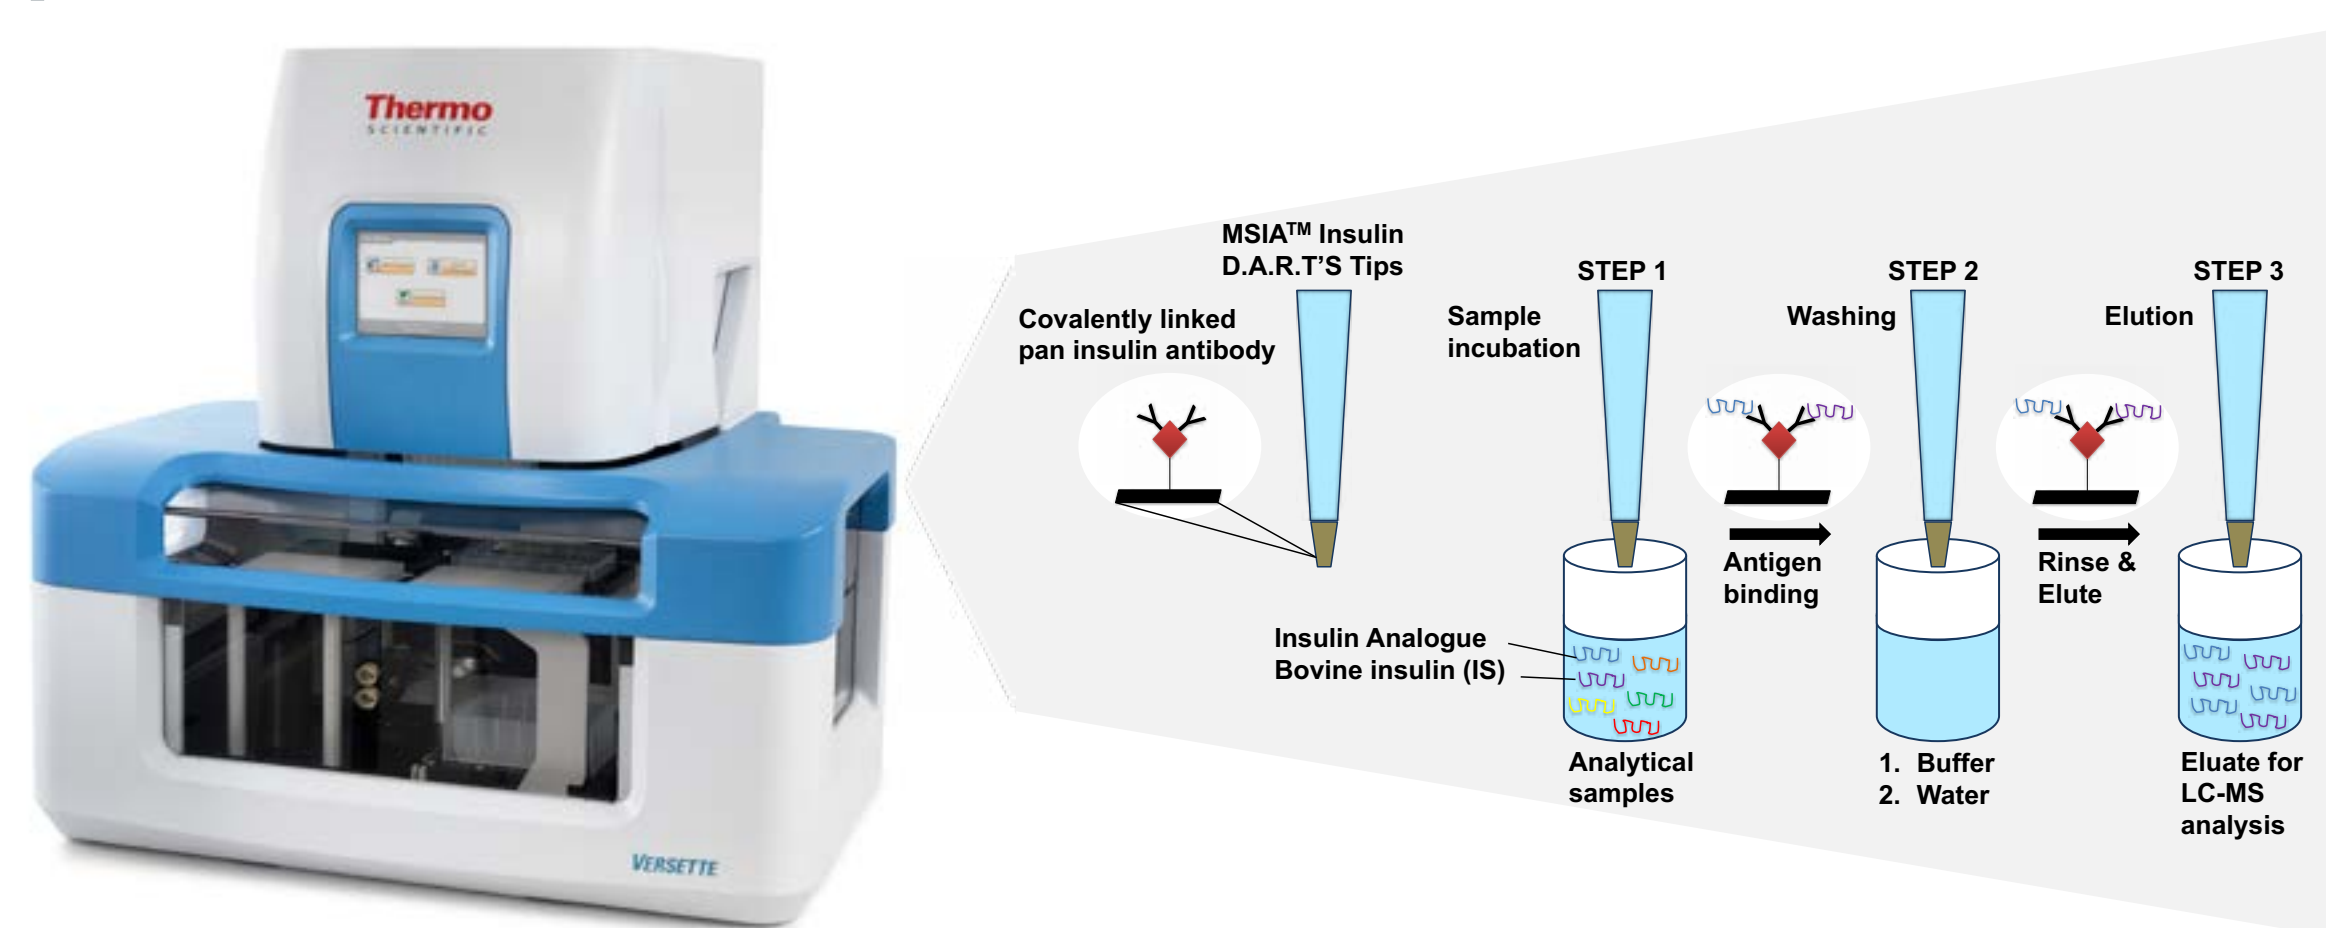 Thermo
SCIENTIFIC
VERSETTE
MSIA™ Insulin
D.A.R.T'S Tips
Covalently linked
pan insulin antibody
STEP 1
Sample
incubation
Insulin Analogue
Bovine insulin (IS)
Analytical
samples
Antigen
binding
STEP 2
Washing
1. Buffer
2. Water
Rinse &
Elute
STEP 3
Elution
Eluate for
LC-MS
analysis